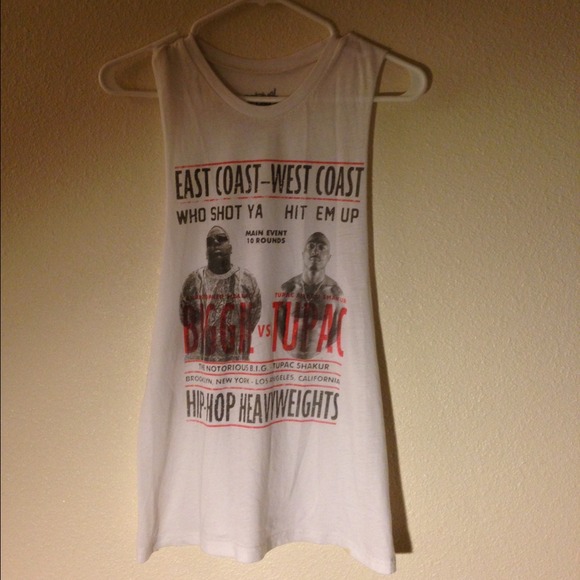 EAST COAST–WEST COAST
WHO SHOT YA HIT EM UP
MAIN EVENT
10 ROUNDS
BIGGIE VS TUPAC
THE NOTORIOUS B.I.G. TUPAC SHAKUR
BROOKLYN, NEW YORK - LOS ANGELES, CALIFORNIA
HIP-HOP HEAVYWEIGHTS